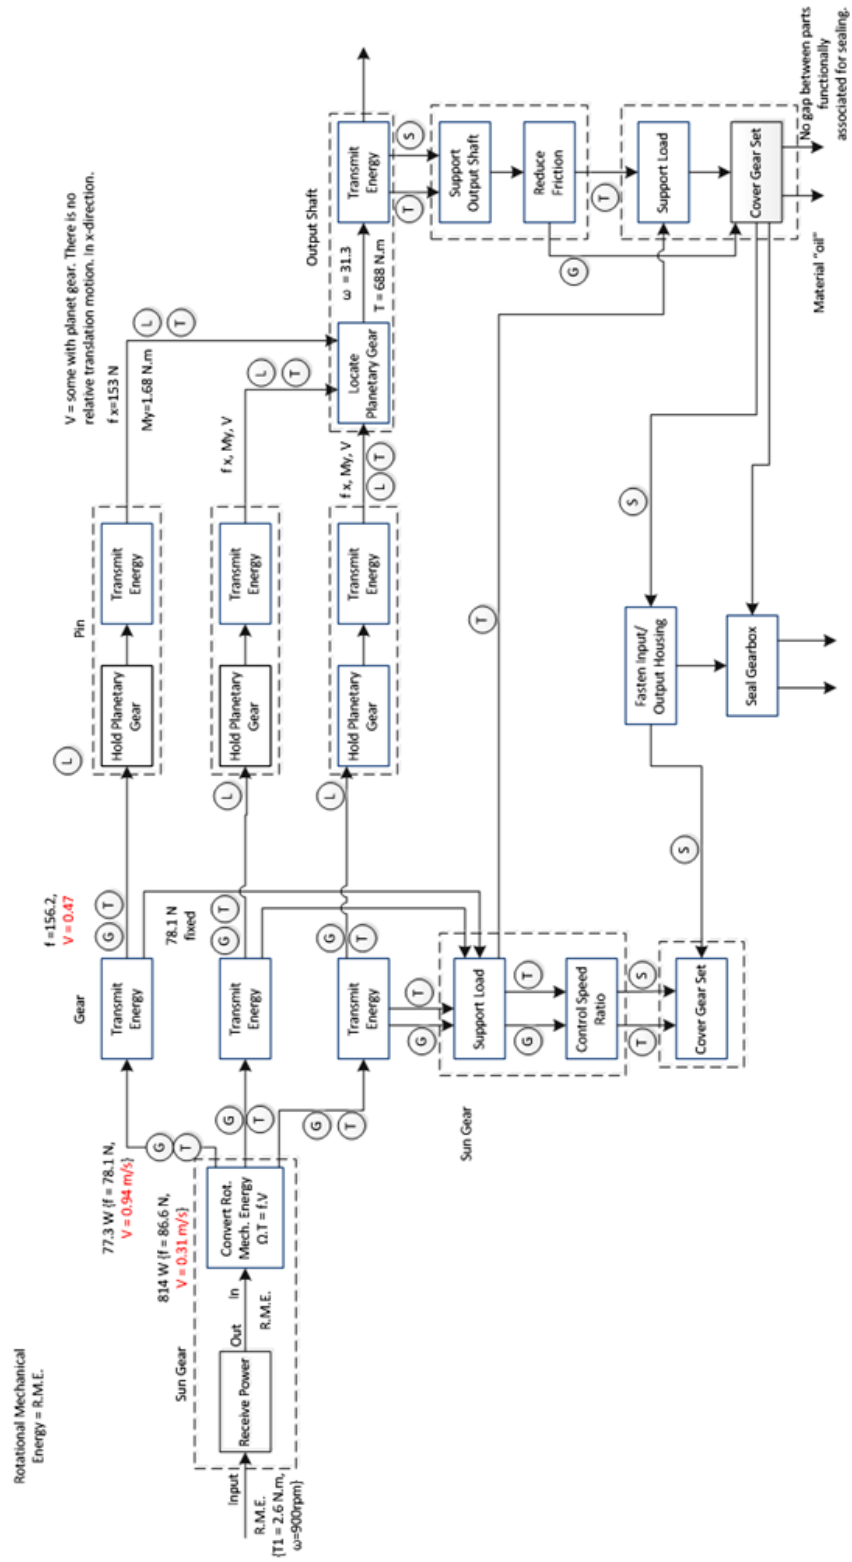 Rotational Mechanical
Energy = R.M.E.
Input
R.M.E.
{T1 = 2.6 N.m,
ω=900rpm}
Sun Gear
Receive Power
Out
In
R.M.E.
Convert Rot.
Mech. Energy
Ω.T = f.V
814 W {f = 86.6 N,
V = 0.31 m/s}
77.3 W {f = 78.1 N,
V = 0.94 m/s}
G
T
G
T
G
T
Gear
Transmit
Energy
Transmit
Energy
Transmit
Energy
f =156.2,
V = 0.47
G
T
78.1 N
fixed
G
T
G
T
L
L
L
Pin
Hold Planetary
Gear
Transmit
Energy
Hold Planetary
Gear
Transmit
Energy
Hold Planetary
Gear
Transmit
Energy
V = some with planet gear. There is no
relative translation motion. In x-direction.
f x=153 N
My=1.68 N.m
L
T
f x, My, V
L
T
f x, My, V
L
T
Output Shaft
Locate
Planetary Gear
ω = 31.3
T = 688 N.m
Transmit
Energy
T
S
Support
Output Shaft
Reduce
Friction
G
T
Support Load
Cover Gear Set
No gap between parts
functionally
associated for sealing.
Material "oil"
Sun Gear
G
T
Support Load
G
T
Control Speed
Ratio
T
S
Cover Gear Set
T
S
S
Fasten Input/
Output Housing
Seal Gearbox